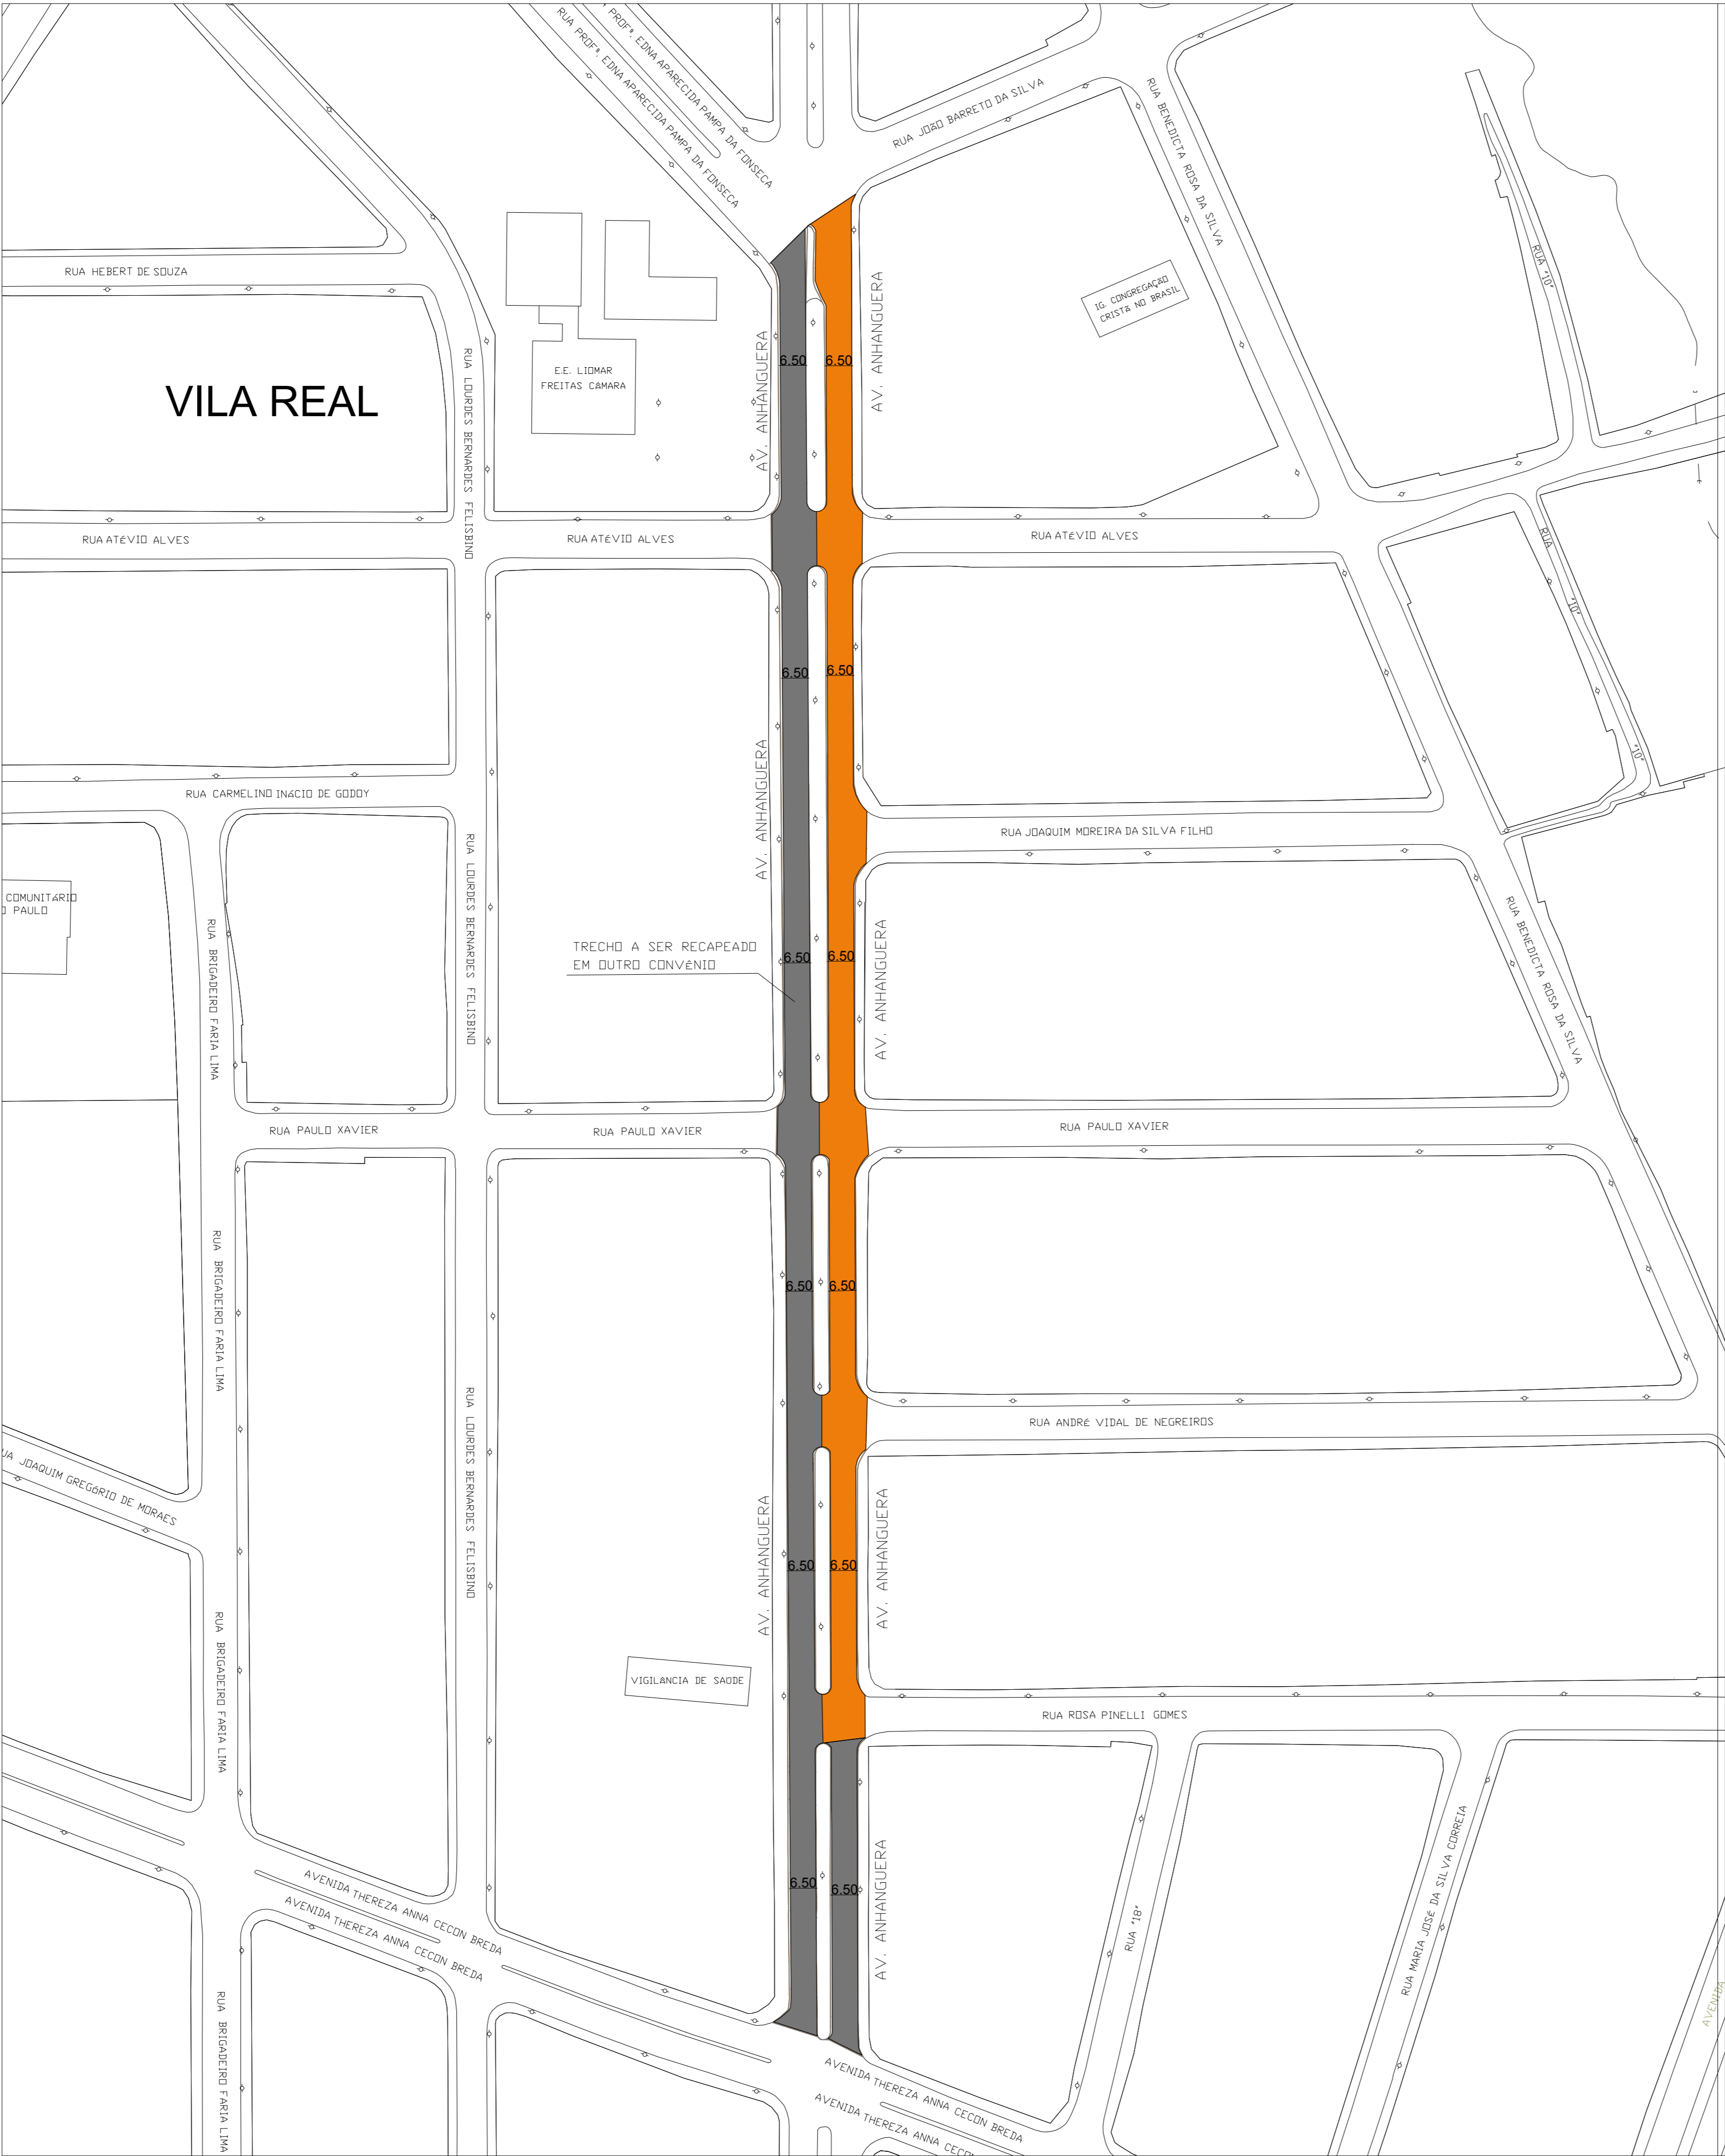 RUA PROFª. EDNA APARECIDA PAMPA DA FONSECA
RUA PROFª. EDNA APARECIDA PAMPA DA FONSECA
RUA JOÃO BARRETO DA SILVA
RUA BENEDICTA ROSA DA SILVA
RUA HEBERT DE SOUZA
RUA "10"
IG. CONGREGAÇÃO
CRISTÃ NO BRASIL
AV. ANHANGUERA
AV. ANHANGUERA
6.50
6.50
E.E. LIOMAR
FREITAS CÂMARA
VILA REAL
RUA LOURDES BERNARDES FELISBINO
RUA ATÉVIO ALVES
RUA ATÉVIO ALVES
RUA ATÉVIO ALVES
RUA
"10"
"10"
6.50
6.50
AV. ANHANGUERA
RUA CARMELINO INÁCIO DE GODOY
RUA JOAQUIM MOREIRA DA SILVA FILHO
RUA LOURDES BERNARDES FELISBINO
COMUNITÁRIO
O PAULO
RUA BRIGADEIRO FARIA LIMA
TRECHO A SER RECAPEADO
EM OUTRO CONVÊNIO
6.50
6.50
AV. ANHANGUERA
RUA BENEDICTA ROSA DA SILVA
RUA PAULO XAVIER
RUA PAULO XAVIER
RUA PAULO XAVIER
RUA BRIGADEIRO FARIA LIMA
6.50
6.50
RUA LOURDES BERNARDES FELISBINO
RUA ANDRÉ VIDAL DE NEGREIROS
UA JOAQUIM GREGÓRIO DE MORAES
AV. ANHANGUERA
AV. ANHANGUERA
6.50
6.50
RUA BRIGADEIRO FARIA LIMA
VIGILÂNCIA DE SAÚDE
RUA ROSA PINELLI GOMES
AV. ANHANGUERA
6.50
6.50
RUA "18"
RUA MARIA JOSÉ DA SILVA CORREIA
AVENIDA THEREZA ANNA CECON BREDA
AVENIDA THEREZA ANNA CECON BREDA
AVENIDA
RUA BRIGADEIRO FARIA LIMA
AVENIDA THEREZA ANNA CECON BREDA
AVENIDA THEREZA ANNA CECON